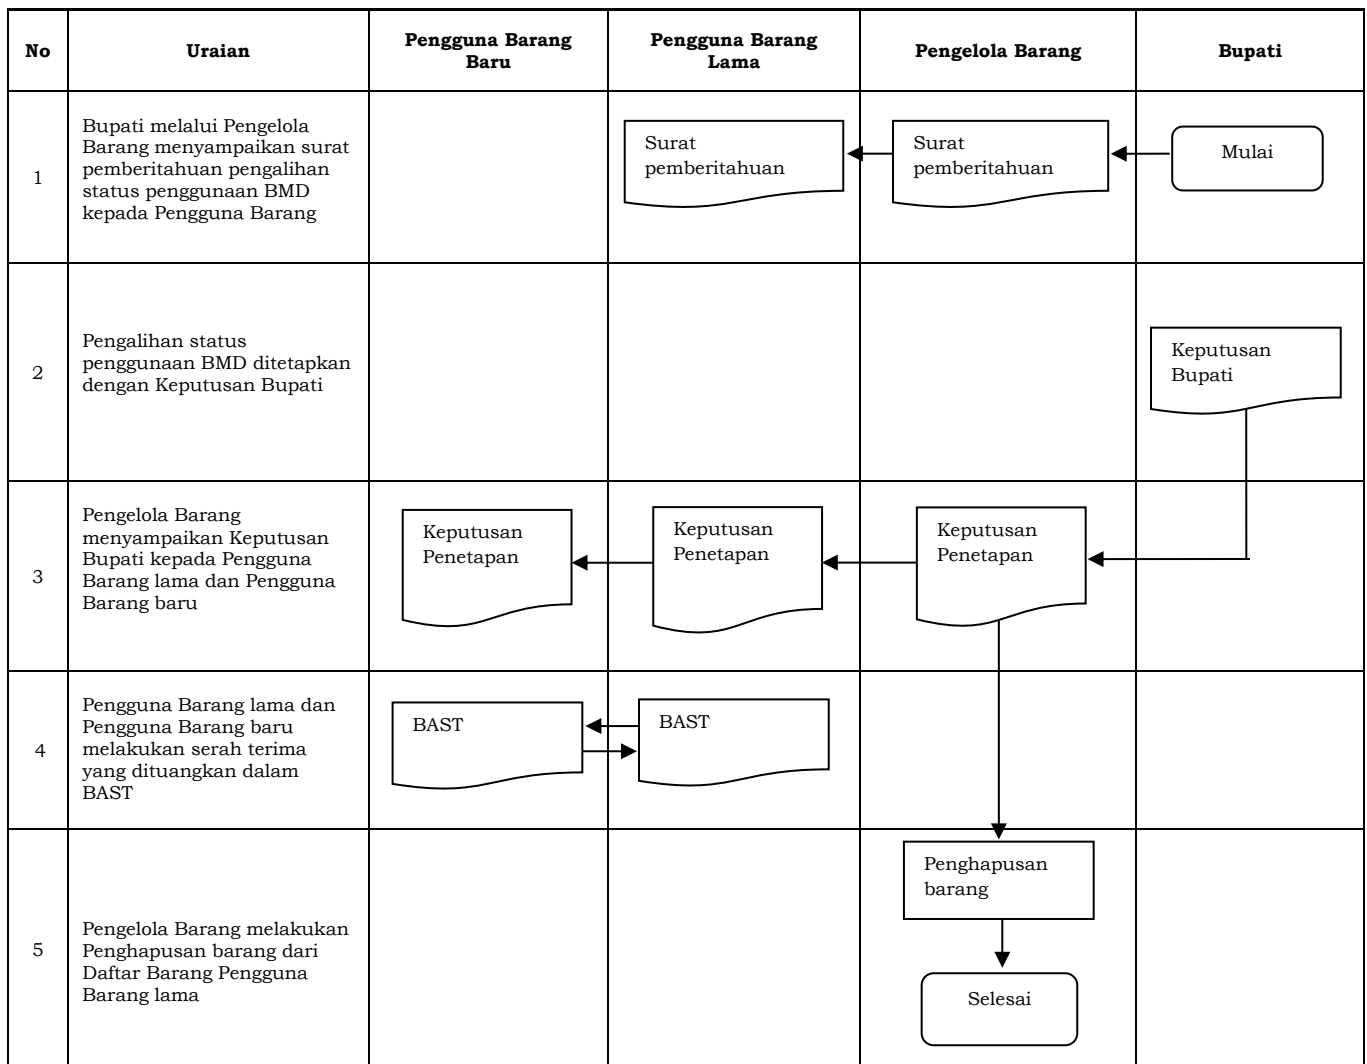 No
Uraian
Pengguna Barang
Baru
Pengguna Barang
Lama
Pengelola Barang
Bupati
1
Bupati melalui Pengelola
Barang menyampaikan surat
pemberitahuan pengalihan
status penggunaan BMD
kepada Pengguna Barang
Surat
pemberitahuan
Surat
pemberitahuan
Mulai
2
Pengalihan status
penggunaan BMD ditetapkan
dengan Keputusan Bupati
Keputusan
Bupati
3
Pengelola Barang
menyampaikan Keputusan
Bupati kepada Pengguna
Barang lama dan Pengguna
Barang baru
Keputusan
Penetapan
Keputusan
Penetapan
Keputusan
Penetapan
4
Pengguna Barang lama dan
Pengguna Barang baru
melakukan serah terima
yang dituangkan dalam
BAST
BAST
BAST
5
Pengelola Barang melakukan
Penghapusan barang dari
Daftar Barang Pengguna
Barang lama
Penghapusan
barang
Selesai